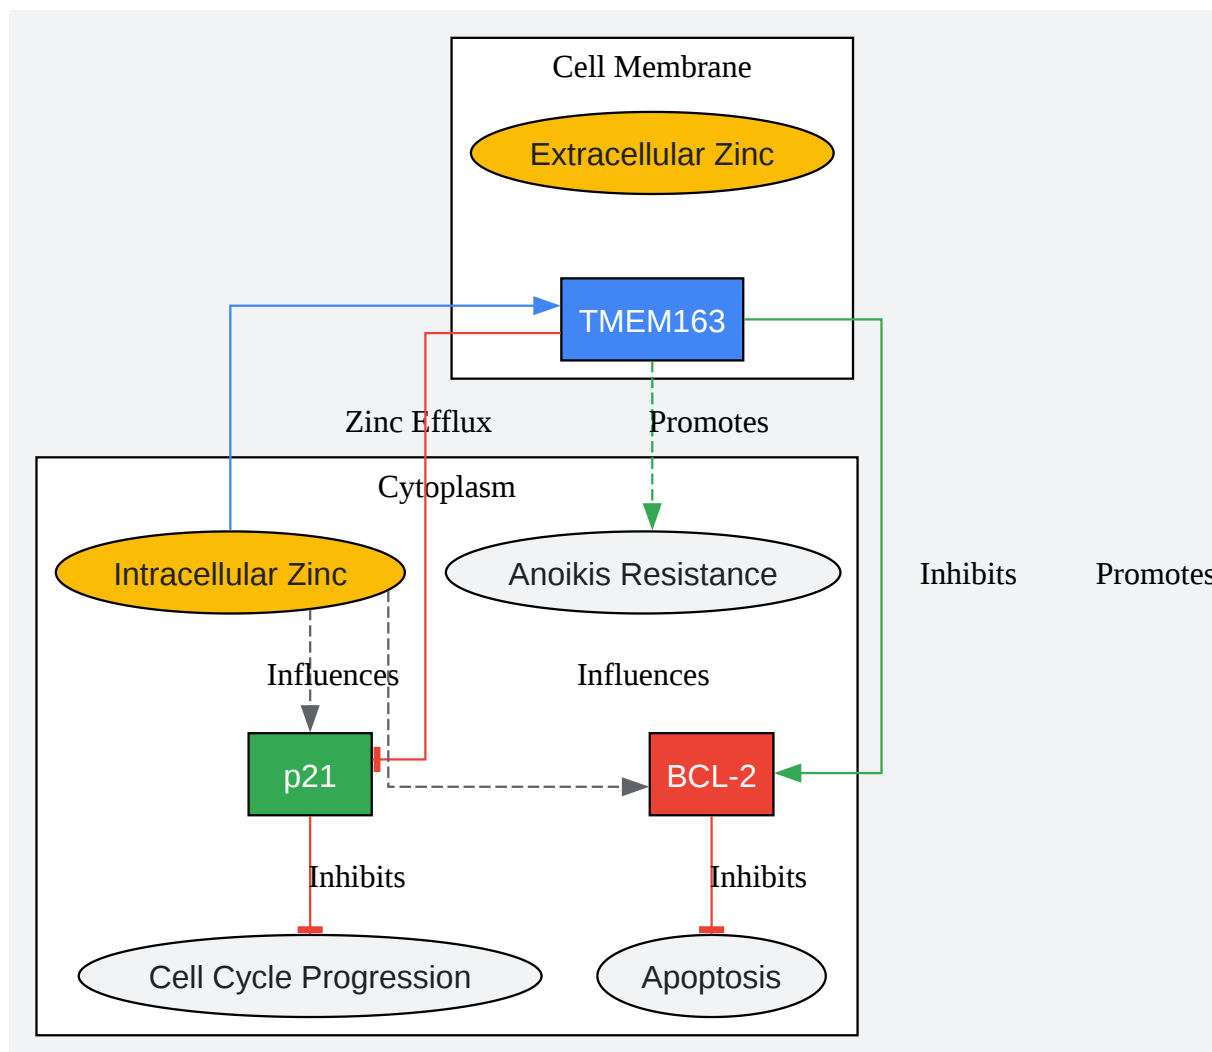 Cell Membrane
Extracellular Zinc
TMEM163
Zinc Efflux
Promotes
Cytoplasm
Intracellular Zinc
Anoikis Resistance
Inhibits
Promotes
Influences
Influences
p21
BCL-2
Inhibits
Inhibits
Cell Cycle Progression
Apoptosis